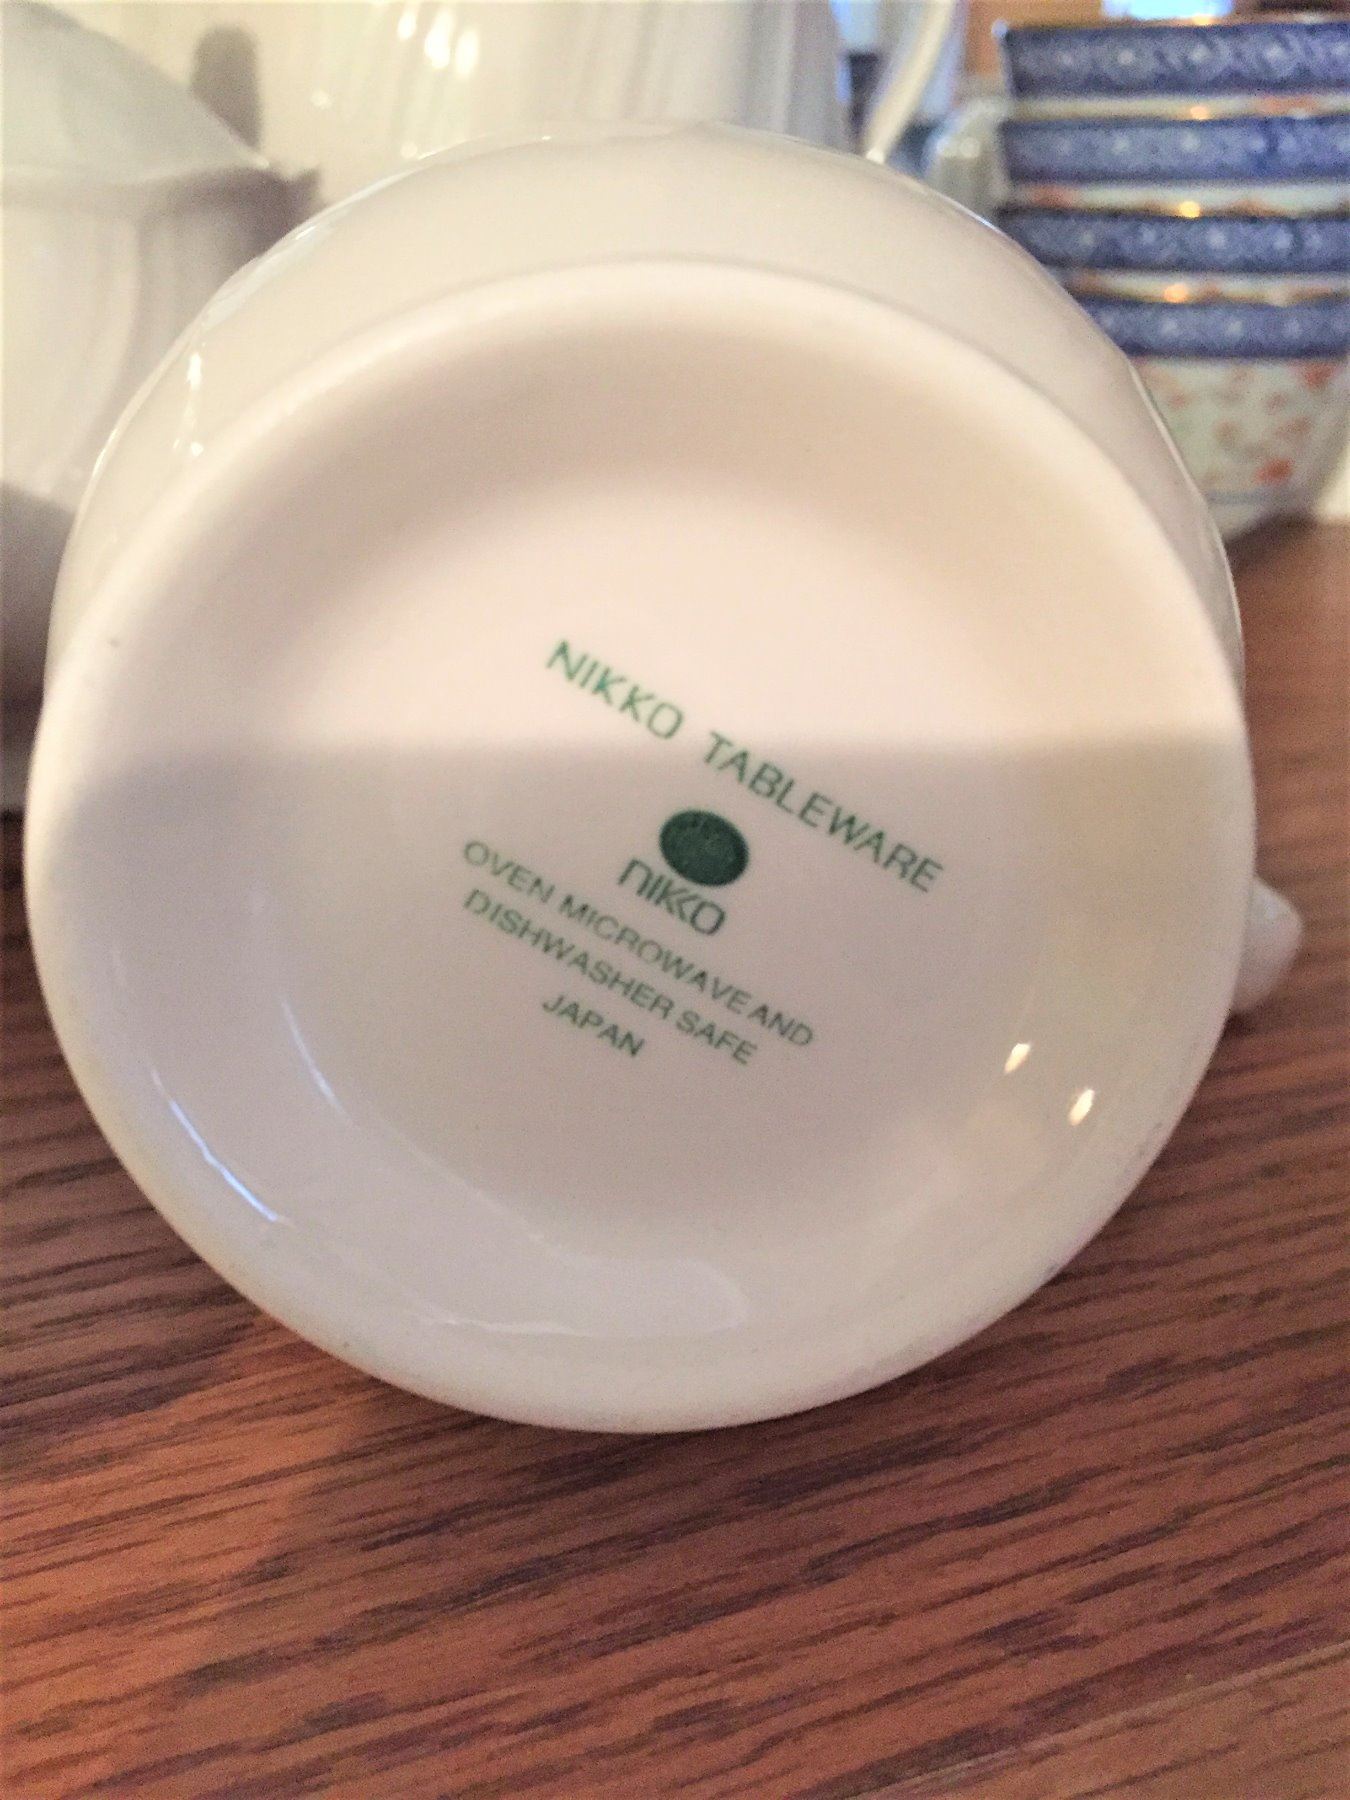 NIKKO TABLEWARE
NIKKO
OVEN MICROWAVE AND
DISHWASHER SAFE
JAPAN